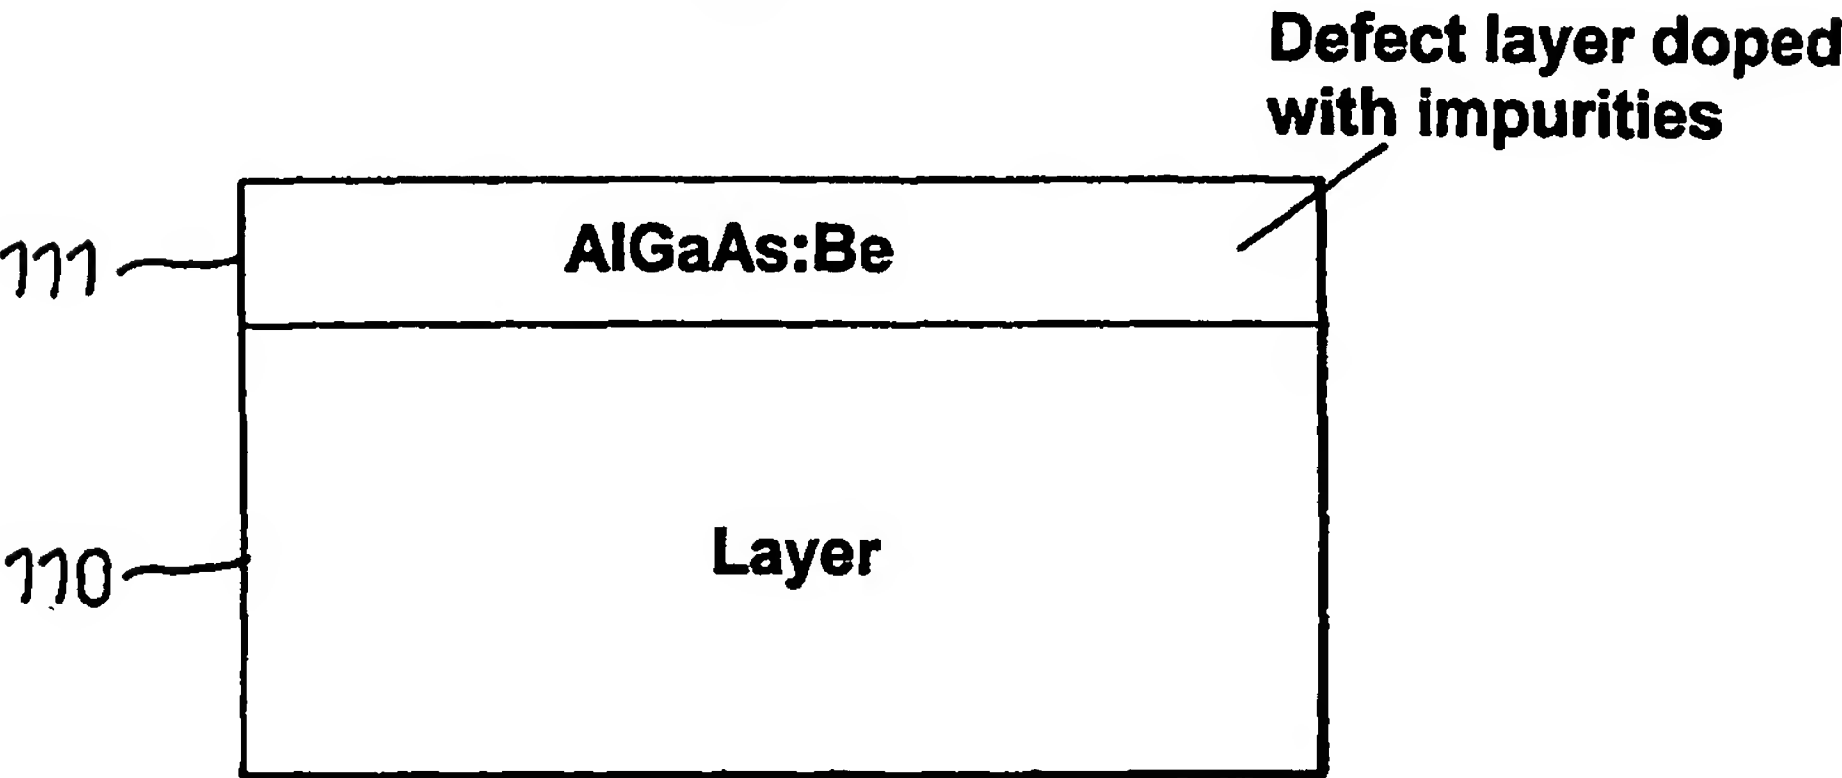 Defect layer doped
with impurities
AlGaAs:Be
111
Layer
110